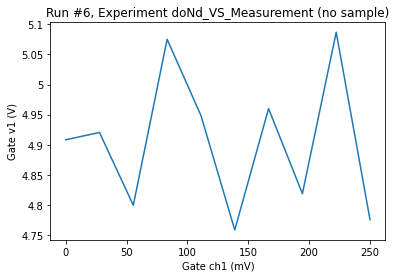 Run #6, Experiment doNd_VS_Measurement (no sample)
5.1
5.05
5
4.95
4.9
4.85
4.8
4.75
Gate v1 (V)
0 50 100 150 200 250
Gate ch1 (mV)